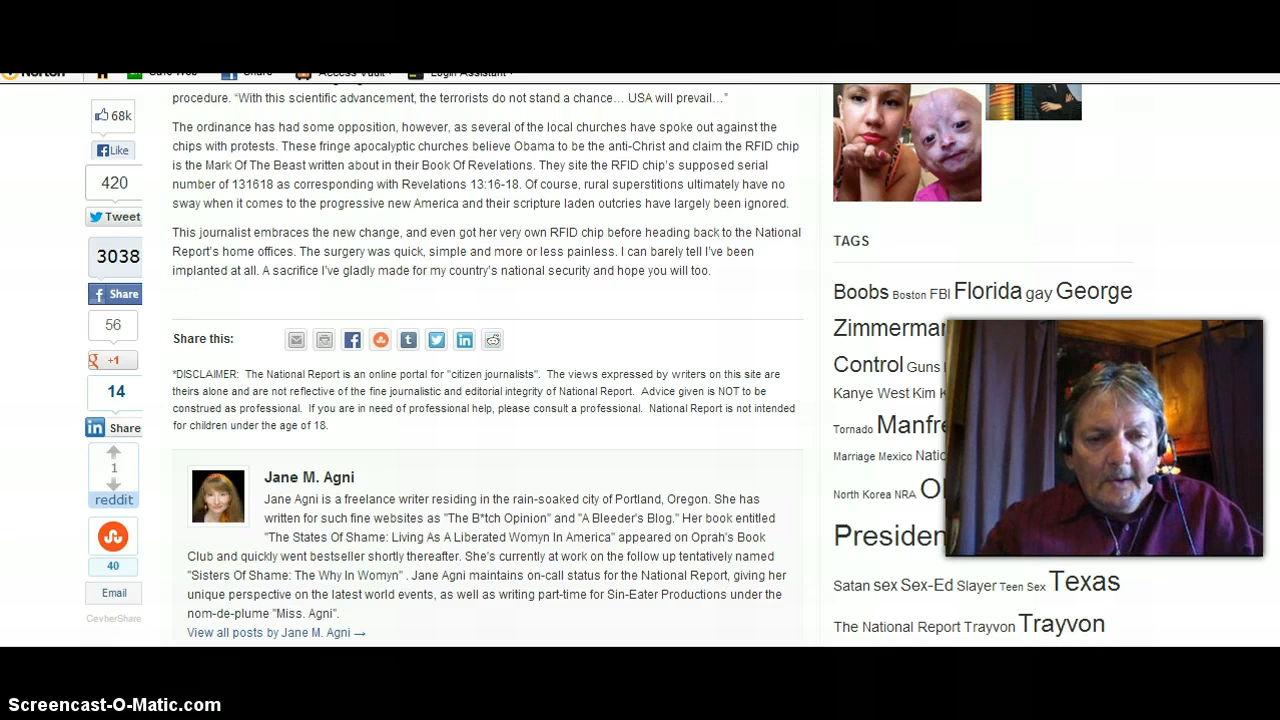 Norton Safe Web Share Access Vault Login Assistant
procedure. “With this scientific advancement, the terrorists do not stand a chance… USA will prevail…”
The ordinance has had some opposition, however, as several of the local churches have spoke out against the
chips with protests. These fringe apocalyptic churches believe Obama to be the anti-Christ and claim the RFID chip
is the Mark Of The Beast written about in their Book Of Revelations. They site the RFID chip’s supposed serial
number of 131618 as corresponding with Revelations 13:16-18. Of course, rural superstitions ultimately have no
sway when it comes to the progressive new America and their scripture laden outcries have largely been ignored.
This journalist embraces the new change, and even got her very own RFID chip before heading back to the National
Report’s home offices. The surgery was quick, simple and more or less painless. I can barely tell I’ve been
implanted at all. A sacrifice I’ve gladly made for my country’s national security and hope you will too.
Share this:
*DISCLAIMER: The National Report is an online portal for "citizen journalists". The views expressed by writers on this site are
theirs alone and are not reflective of the fine journalistic and editorial integrity of National Report. Advice given is NOT to be
construed as professional. If you are in need of professional help, please consult a professional. National Report is not intended
for children under the age of 18.
Jane M. Agni
Jane Agni is a freelance writer residing in the rain-soaked city of Portland, Oregon. She has
written for such fine websites as "The B*tch Opinion" and "A Bleeder's Blog." Her book entitled
"The States Of Shame: Living As A Liberated Womyn In America" appeared on Oprah's Book
Club and quickly went bestseller shortly thereafter. She's currently at work on the follow up tentatively named
"Sisters Of Shame: The Why In Womyn" . Jane Agni maintains on-call status for the National Report, giving her
unique perspective on the latest world events, as well as writing part-time for Sin-Eater Productions under the
nom-de-plume "Miss. Agni".
View all posts by Jane M. Agni →
68k
Like
420
Tweet
3038
Share
56
+1
14
Share
1
reddit
40
Email
CevherShare
TAGS
Boobs Boston FBI Florida gay George
Zimmerman
Control Guns
Kanye West Kim K
Tornado Manfre
Marriage Mexico Natio
North Korea NRA
Presiden
Satan sex Sex-Ed Slayer Teen Sex Texas
The National Report Trayvon Trayvon
Screencast-O-Matic.com